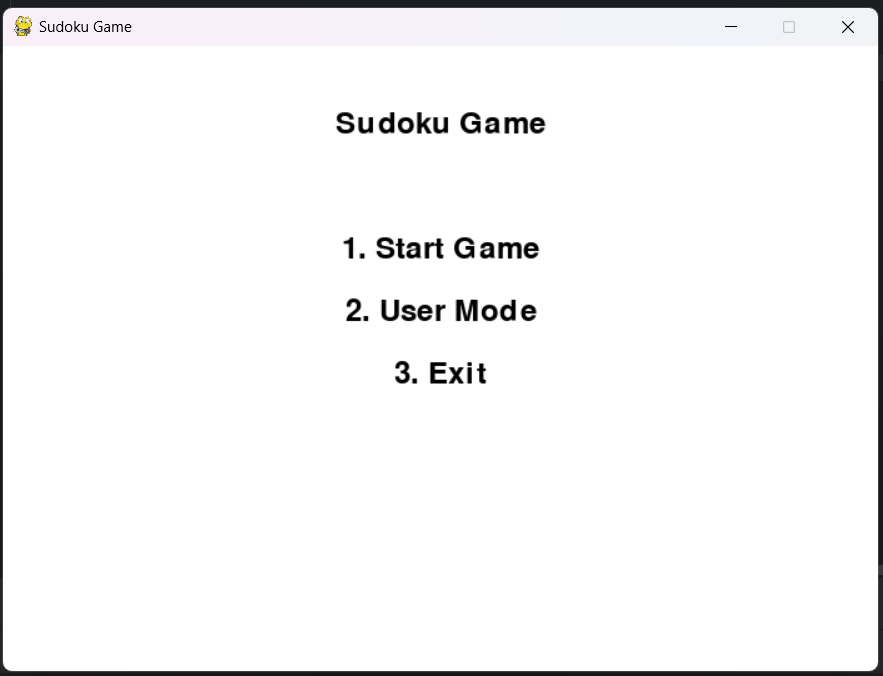 Sudoku Game
Sudoku Game
1. Start Game
2. User Mode
3. Exit